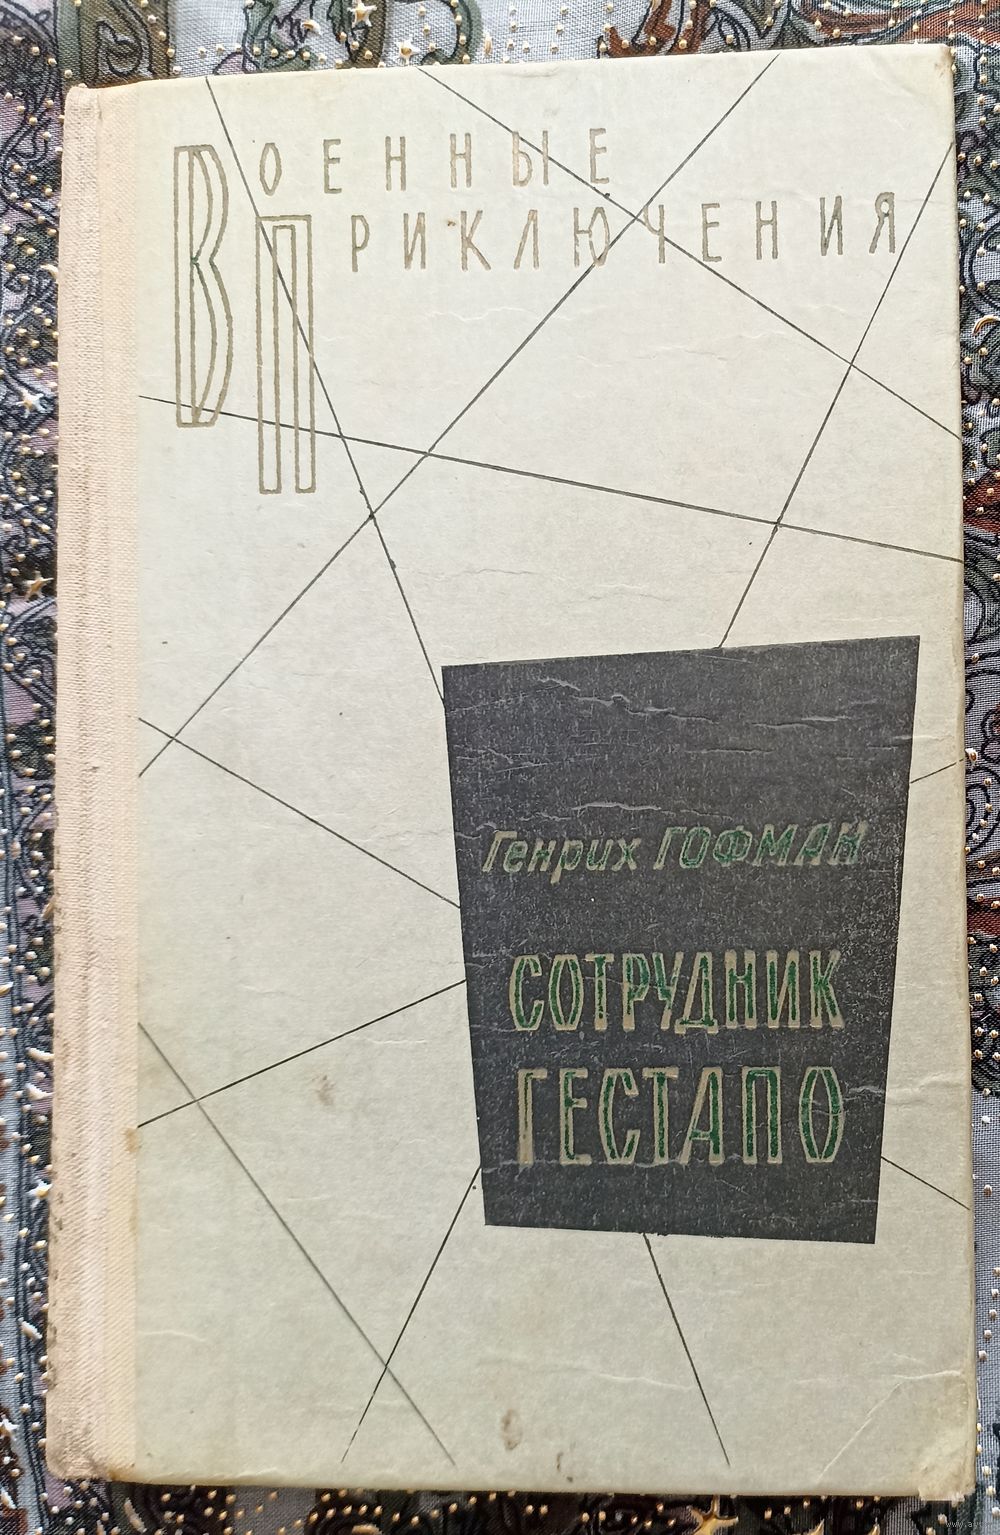 ВОЕННЫЕ
ПРИКЛЮЧЕНИЯ
Генрих ГОФМАН
СОТРУДНИК
ГЕСТАПО